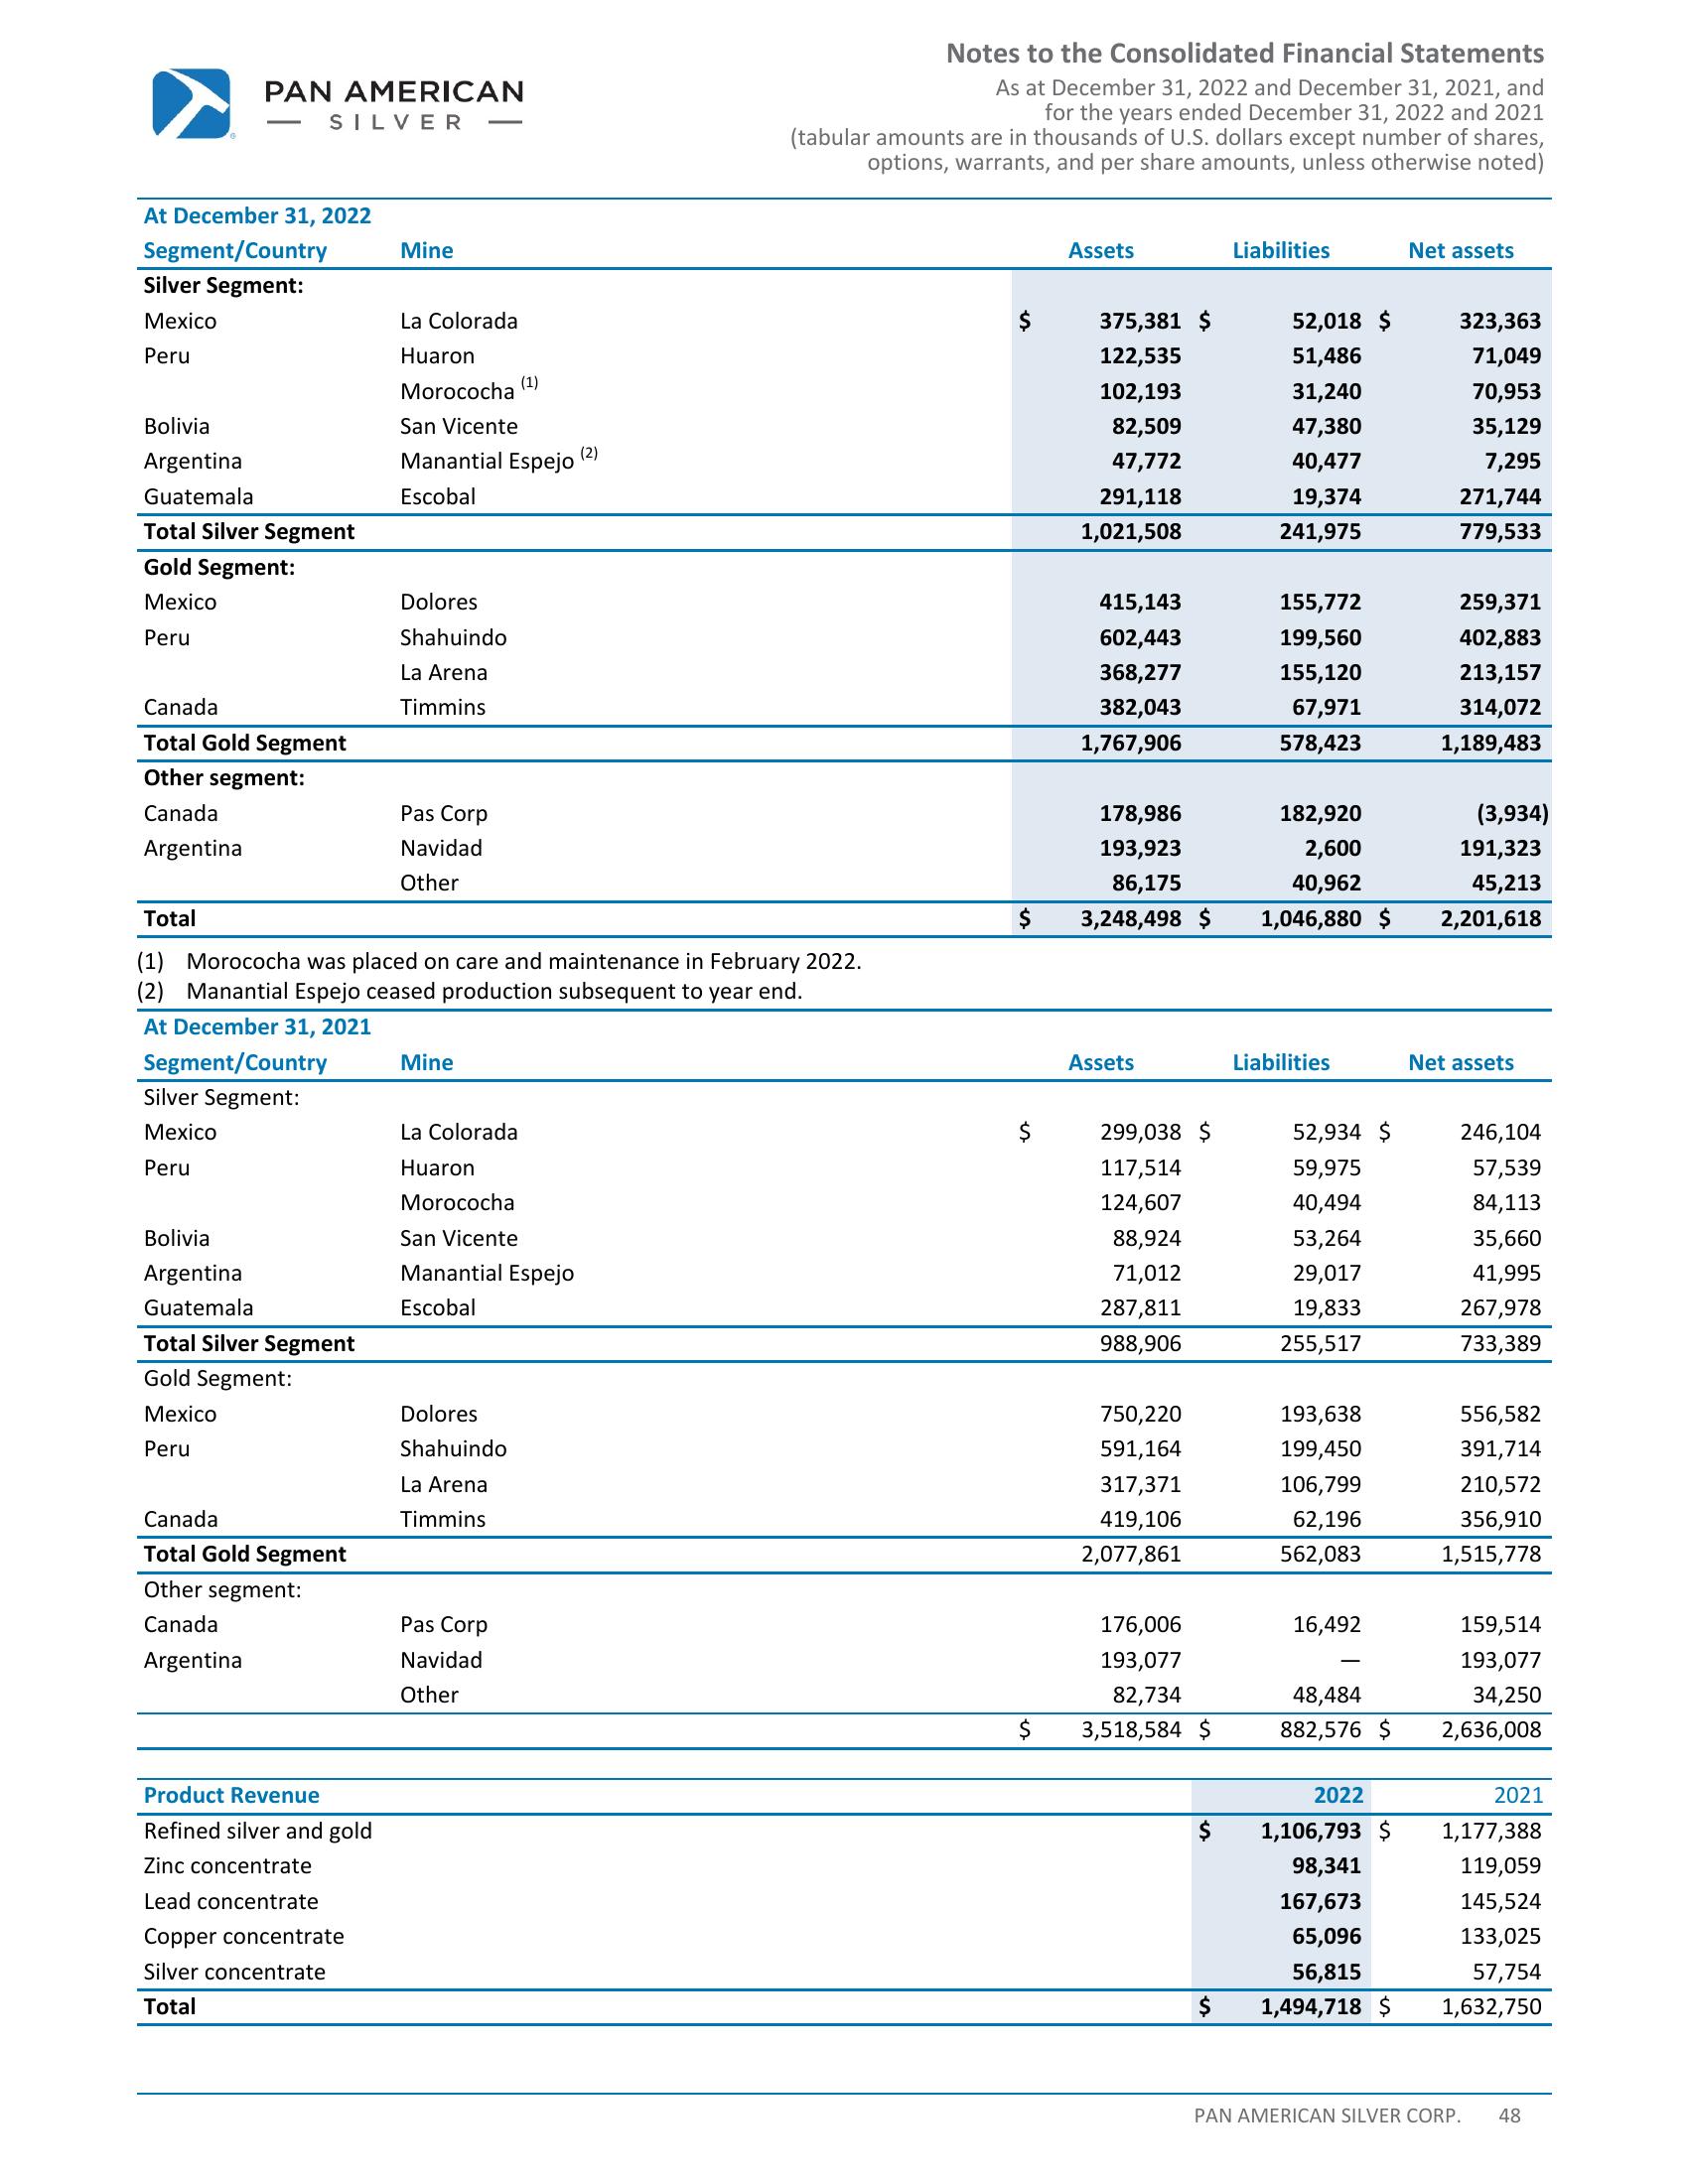 PAN AMERICAN
SILVER
Notes to the Consolidated Financial Statements
As at December 31, 2022 and December 31, 2021, and
for the years ended December 31, 2022 and 2021
(tabular amounts are in thousands of U.S. dollars except number of shares,
options, warrants, and per share amounts, unless otherwise noted)
At December 31, 2022
Segment/Country Mine Assets Liabilities Net assets
Silver Segment:
Mexico La Colorada $ 375,381 $ 52,018 $ 323,363
Peru Huaron 122,535 51,486 71,049
Morococha (1) 102,193 31,240 70,953
Bolivia San Vicente 82,509 47,380 35,129
Argentina Manantial Espejo (2) 47,772 40,477 7,295
Guatemala Escobal 291,118 19,374 271,744
Total Silver Segment 1,021,508 241,975 779,533
Gold Segment:
Mexico Dolores 415,143 155,772 259,371
Peru Shahuindo 602,443 199,560 402,883
La Arena 368,277 155,120 213,157
Canada Timmins 382,043 67,971 314,072
Total Gold Segment 1,767,906 578,423 1,189,483
Other segment:
Canada Pas Corp 178,986 182,920 (3,934)
Argentina Navidad 193,923 2,600 191,323
Other 86,175 40,962 45,213
Total $ 3,248,498 $ 1,046,880 $ 2,201,618
(1) Morococha was placed on care and maintenance in February 2022.
(2) Manantial Espejo ceased production subsequent to year end.
At December 31, 2021
Segment/Country Mine Assets Liabilities Net assets
Silver Segment:
Mexico La Colorada $ 299,038 $ 52,934 $ 246,104
Peru Huaron 117,514 59,975 57,539
Morococha 124,607 40,494 84,113
Bolivia San Vicente 88,924 53,264 35,660
Argentina Manantial Espejo 71,012 29,017 41,995
Guatemala Escobal 287,811 19,833 267,978
Total Silver Segment 988,906 255,517 733,389
Gold Segment:
Mexico Dolores 750,220 193,638 556,582
Peru Shahuindo 591,164 199,450 391,714
La Arena 317,371 106,799 210,572
Canada Timmins 419,106 62,196 356,910
Total Gold Segment 2,077,861 562,083 1,515,778
Other segment:
Canada Pas Corp 176,006 16,492 159,514
Argentina Navidad 193,077 — 193,077
Other 82,734 48,484 34,250
$ 3,518,584 $ 882,576 $ 2,636,008
Product Revenue 2022 2021
Refined silver and gold $ 1,106,793 $ 1,177,388
Zinc concentrate 98,341 119,059
Lead concentrate 167,673 145,524
Copper concentrate 65,096 133,025
Silver concentrate 56,815 57,754
Total $ 1,494,718 $ 1,632,750
PAN AMERICAN SILVER CORP. 48